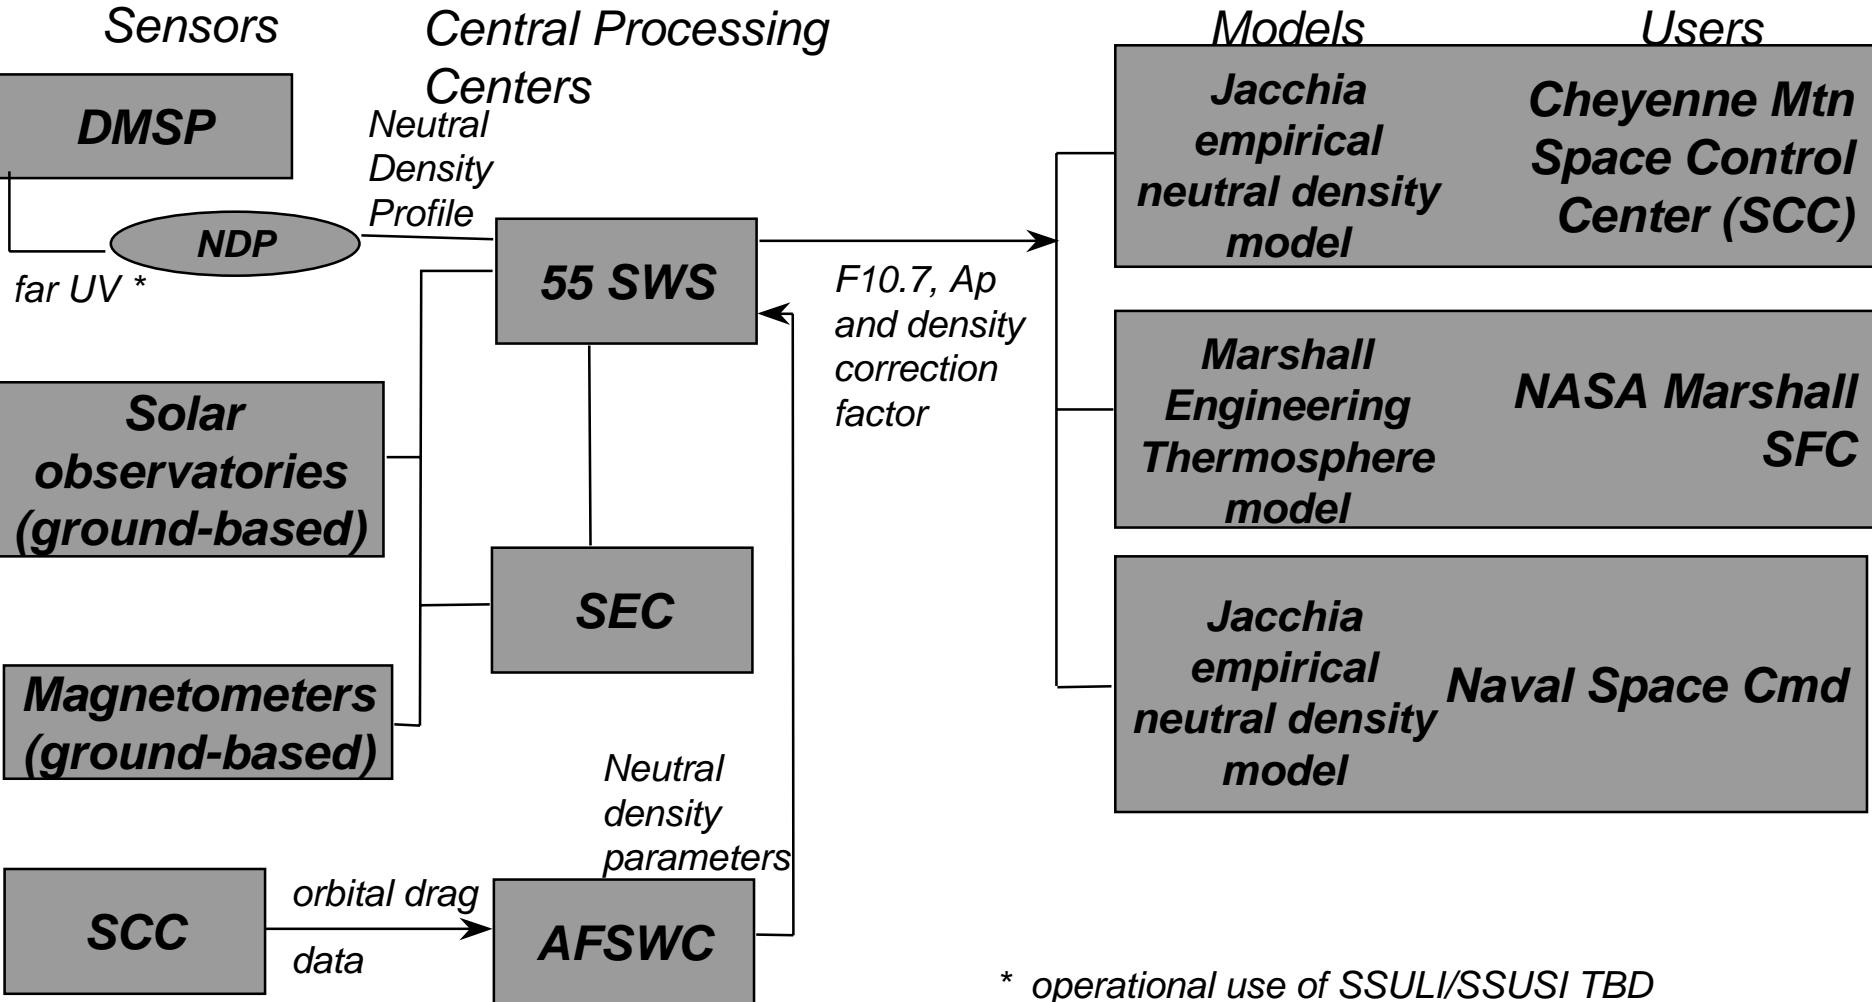 Sensors
Central Processing
Centers
Models
Users
DMSP
Neutral
Density
Profile
NDP
far UV *
55 SWS
F10.7, Ap
and density
correction
factor
Solar
observatories
(ground-based)
SEC
Magnetometers
(ground-based)
Neutral
density
parameters
SCC
orbital drag
data
AFSWC
Jacchia
empirical
neutral density
model
Cheyenne Mtn
Space Control
Center (SCC)
Marshall
Engineering
Thermosphere
model
NASA Marshall
SFC
Jacchia
empirical
neutral density
model
Naval Space Cmd
* operational use of SSULI/SSUSI TBD